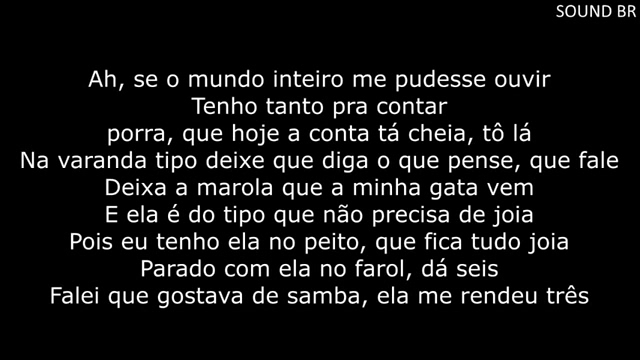 SOUND BR
Ah, se o mundo inteiro me pudesse ouvir
Tenho tanto pra contar
porra, que hoje a conta tá cheia, tô lá
Na varanda tipo deixe que diga o que pense, que fale
Deixa a marola que a minha gata vem
E ela é do tipo que não precisa de joia
Pois eu tenho ela no peito, que fica tudo joia
Parado com ela no farol, dá seis
Falei que gostava de samba, ela me rendeu três